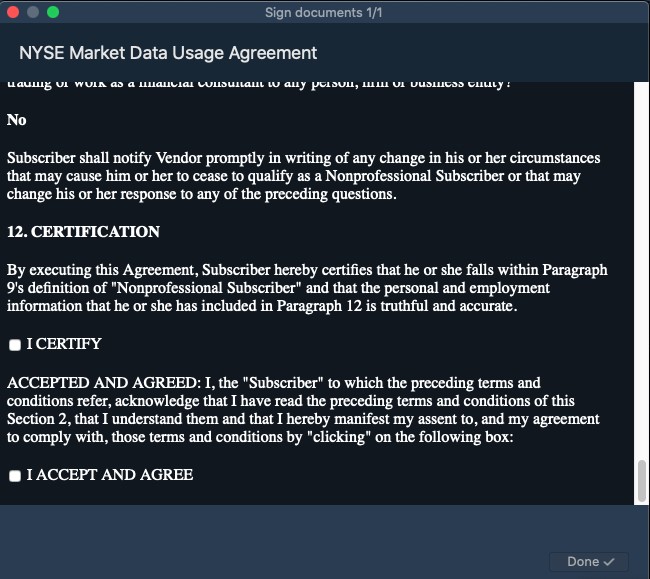 Sign documents 1/1
NYSE Market Data Usage Agreement
trading or work as a financial consultant to any person, firm or business entity?
No
Subscriber shall notify Vendor promptly in writing of any change in his or her circumstances
that may cause him or her to cease to qualify as a Nonprofessional Subscriber or that may
change his or her response to any of the preceding questions.
12. CERTIFICATION
By executing this Agreement, Subscriber hereby certifies that he or she falls within Paragraph
9's definition of "Nonprofessional Subscriber" and that the personal and employment
information that he or she has included in Paragraph 12 is truthful and accurate.
I CERTIFY
ACCEPTED AND AGREED: I, the "Subscriber" to which the preceding terms and
conditions refer, acknowledge that I have read the preceding terms and conditions of this
Section 2, that I understand them and that I hereby manifest my assent to, and my agreement
to comply with, those terms and conditions by "clicking" on the following box:
I ACCEPT AND AGREE
Done ✓